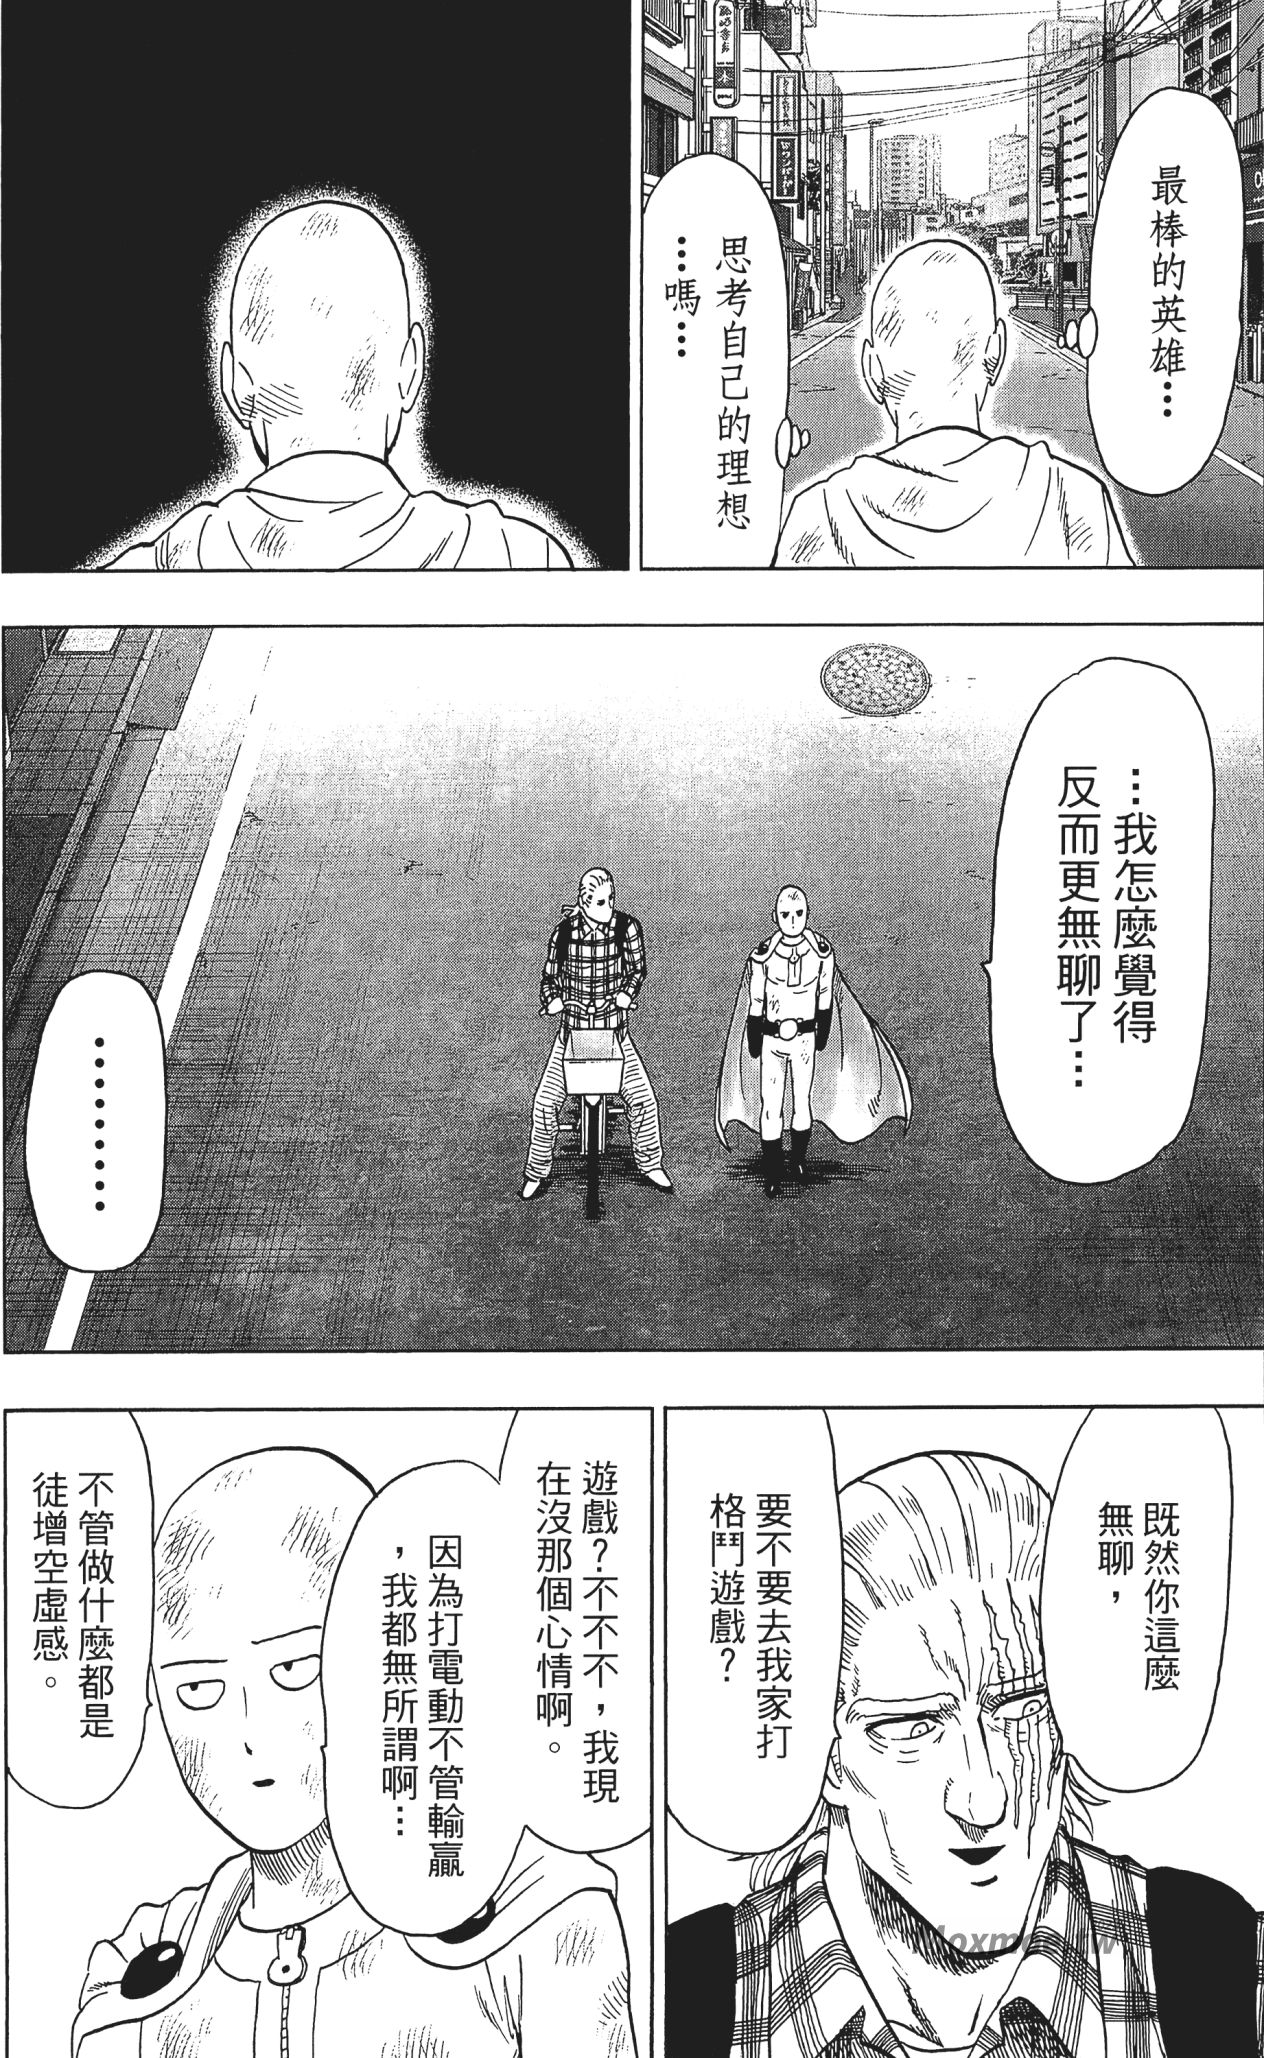 最棒的英雄…
思考自己的理想
…嗎…
…我怎麼覺得
反而更無聊了…
………
既然你這麼
無聊，
要不要去我家打
格鬥遊戲？
遊戲？不不不，我現
在沒那個心情啊。
因為打電動不管輸贏
，我都無所謂啊…
不管做什麼都是
徒增空虛感。
Moxmoe.tw